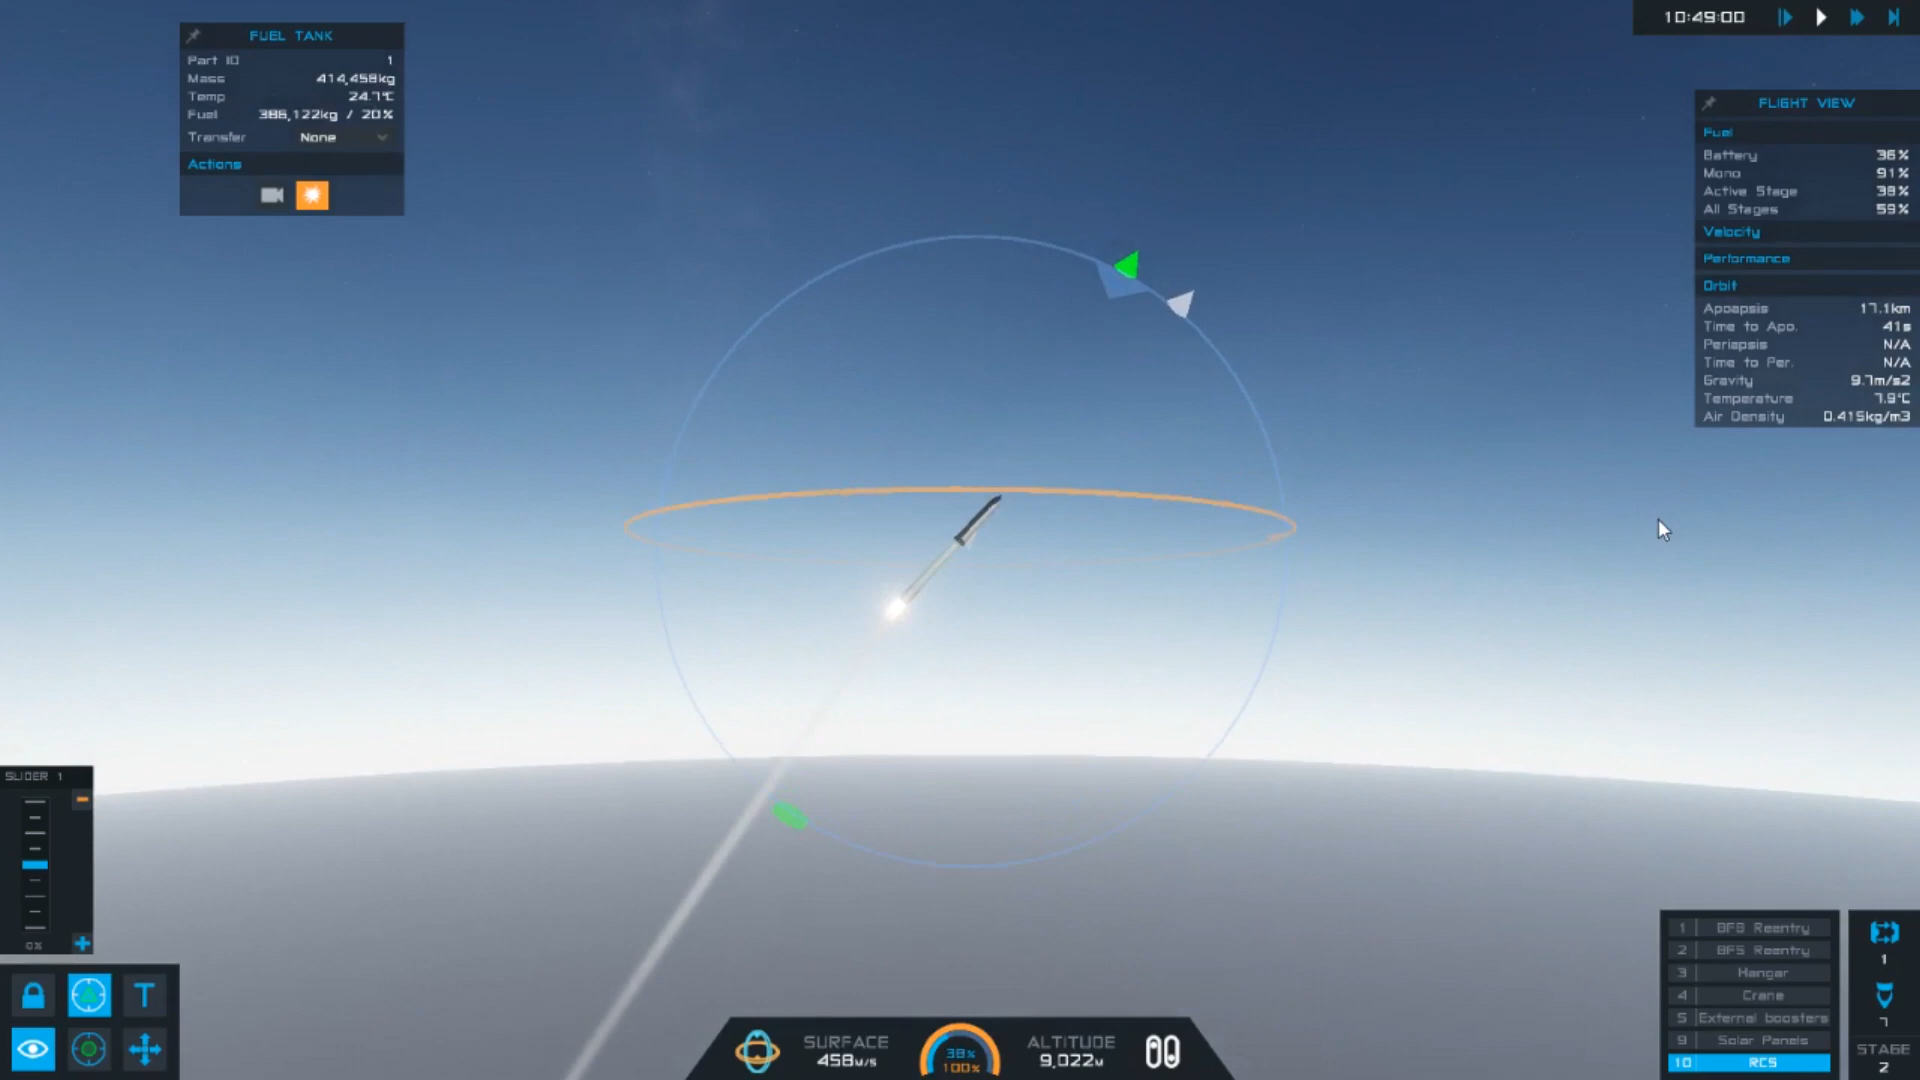 10:49:00
FUEL TANK
Part ID 1
Mass 414,458kg
Temp 24.7℃
Fuel 386,122kg / 20%
Transfer None
Actions
FLIGHT VIEW
Fuel
Battery 36%
Mono 91%
Active Stage 38%
All Stages 59%
Velocity
Performance
Orbit
Apoapsis 17.1km
Time to Apo. 41s
Periapsis N/A
Time to Per. N/A
Gravity 9.7m/s2
Temperature 7.9℃
Air Density 0.415kg/m3
SLIDER 1
0%
T
SURFACE
458m/s
38%
100%
ALTITUDE
9,022m
1 BFB Reentry
2 BFS Reentry
3 Hangar
4 Crane
5 External boosters
9 Solar Panels
10 RCS
1
7
STAGE
2